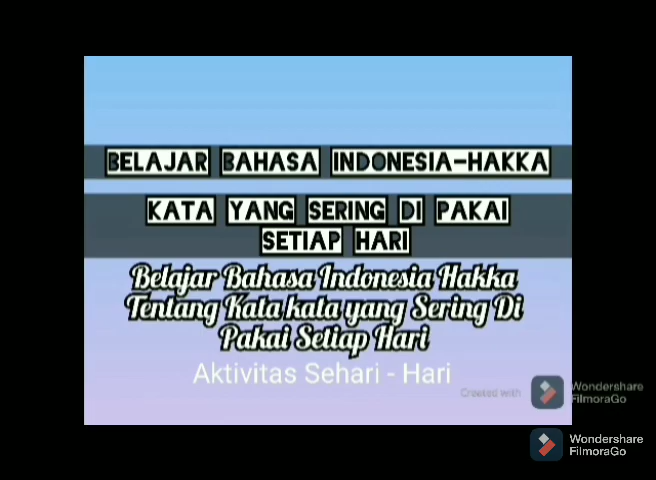 BELAJAR BAHASA INDONESIA-HAKKA
KATA YANG SERING DI PAKAI
SETIAP HARI
Belajar Bahasa Indonesia Hakka
Tentang Kata kata yang Sering Di
Pakai Setiap Hari
Aktivitas Sehari - Hari
Created with
Wondershare
FilmoraGo
Wondershare
FilmoraGo